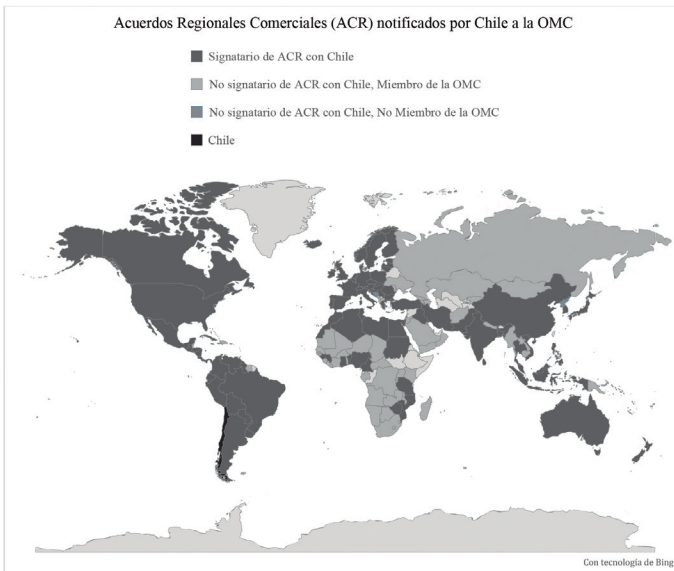 Acuerdos Regionales Comerciales (ACR) notificados por Chile a la OMC
Signatario de ACR con Chile
No signatario de ACR con Chile, Miembro de la OMC
No signatario de ACR con Chile, No Miembro de la OMC
Chile
Con tecnología de Bing